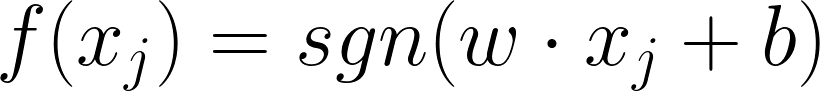 f(x_j) = sgn(w · x_j + b)